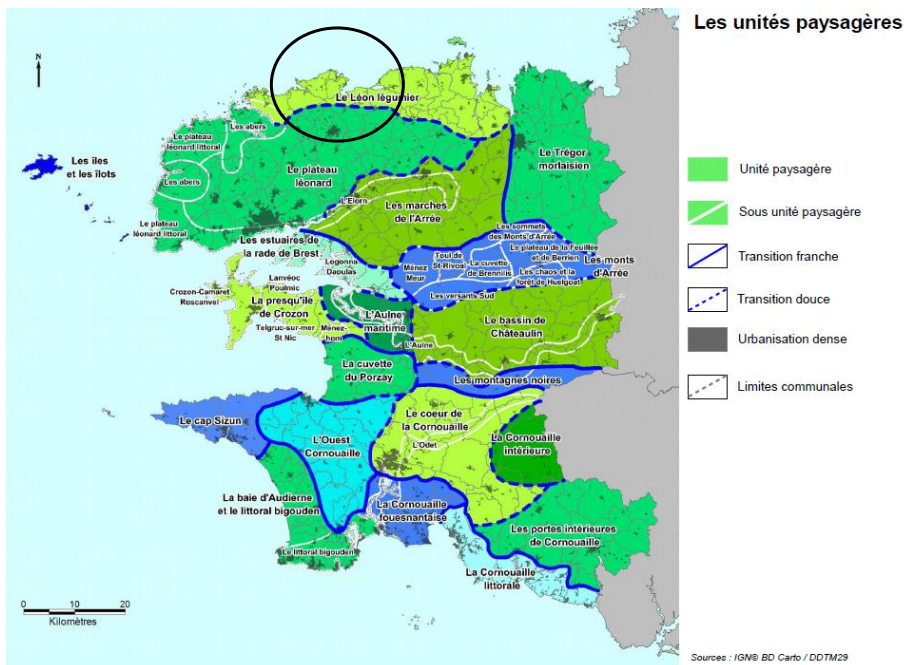 Les unités paysagères
N
Le Léon légumier
Les abers
Le plateau
léonard littoral
Les îles
et les îlots
Les abers
Le plateau
léonard
Le Trégor
morlaisien
L'Elorn
Les marches
de l'Arrée
Le plateau
léonard littoral
Les estuaires de
la rade de Brest
Logonna
Daoulas
Les sommets
des Monts d'Arrée
Toul de
St-Rivoal
Le plateau de la Feuillée
et de Berrien
La cuvette
de Brennilis
Menez
Meur
Les chaos et la
forêt de Huelgoat
Les monts
d'Arrée
Les versants Sud
Lanvéoc
Poulmic
Crozon-Camaret
Roscanvel
La presqu'île
de Crozon
Telgruc-sur-mer
St Nic
Ménez-
hom
L'Aulne
maritime
L'Aulne
Le bassin de
Châteaulin
La cuvette
du Porzay
Les montagnes noires
Le cap Sizun
L'Ouest
Cornouaille
Le coeur de
la Cornouaille
L'Odet
La Cornouaille
intérieure
La baie d'Audierne
et le littoral bigouden
La Cornouaille
fouesnantaise
Les portes intérieures
de Cornouaille
Le littoral bigouden
La Cornouaille
littorale
0 10 20
Kilomètres
Unité paysagère
Sous unité paysagère
Transition franche
Transition douce
Urbanisation dense
Limites communales
Sources : IGN® BD Carto / DDTM29